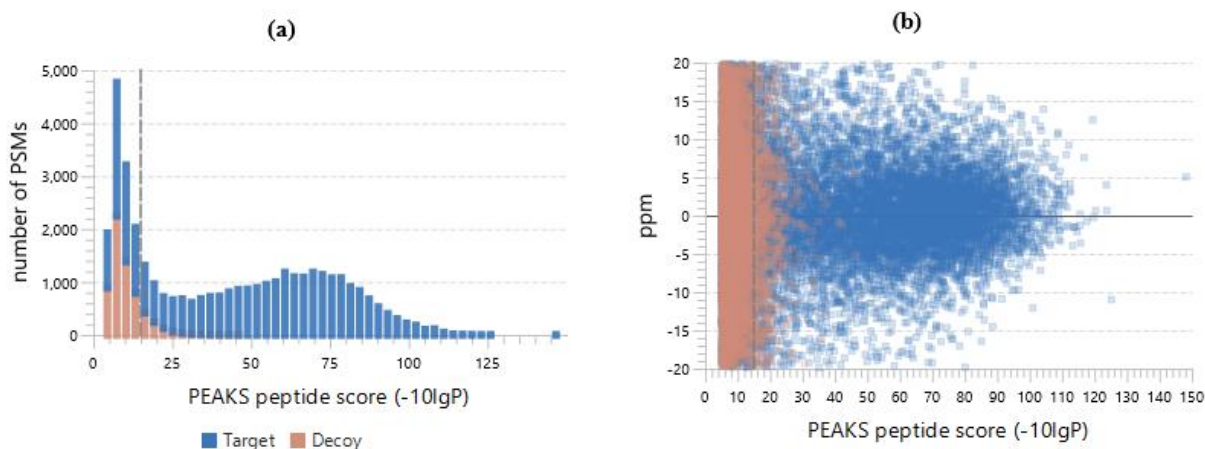 (a)
5,000
4,000
3,000
2,000
1,000
0
number of PSMs
0 25 50 75 100 125
PEAKS peptide score (-10lgP)
Target Decoy
(b)
20
15
10
5
0
-5
-10
-15
-20
ppm
0 10 20 30 40 50 60 70 80 90 100 110 120 130 140 150
PEAKS peptide score (-10lgP)